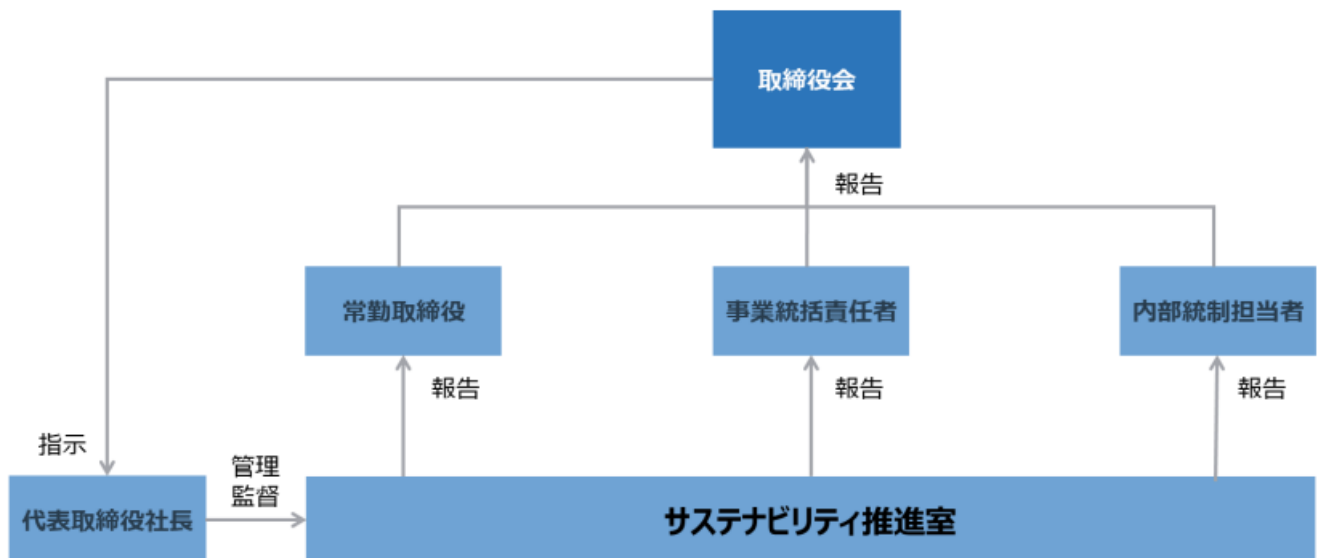 取締役会
報告
常勤取締役
事業統括責任者
内部統制担当者
報告
報告
報告
指示
管理
監督
代表取締役社長
サステナビリティ推進室